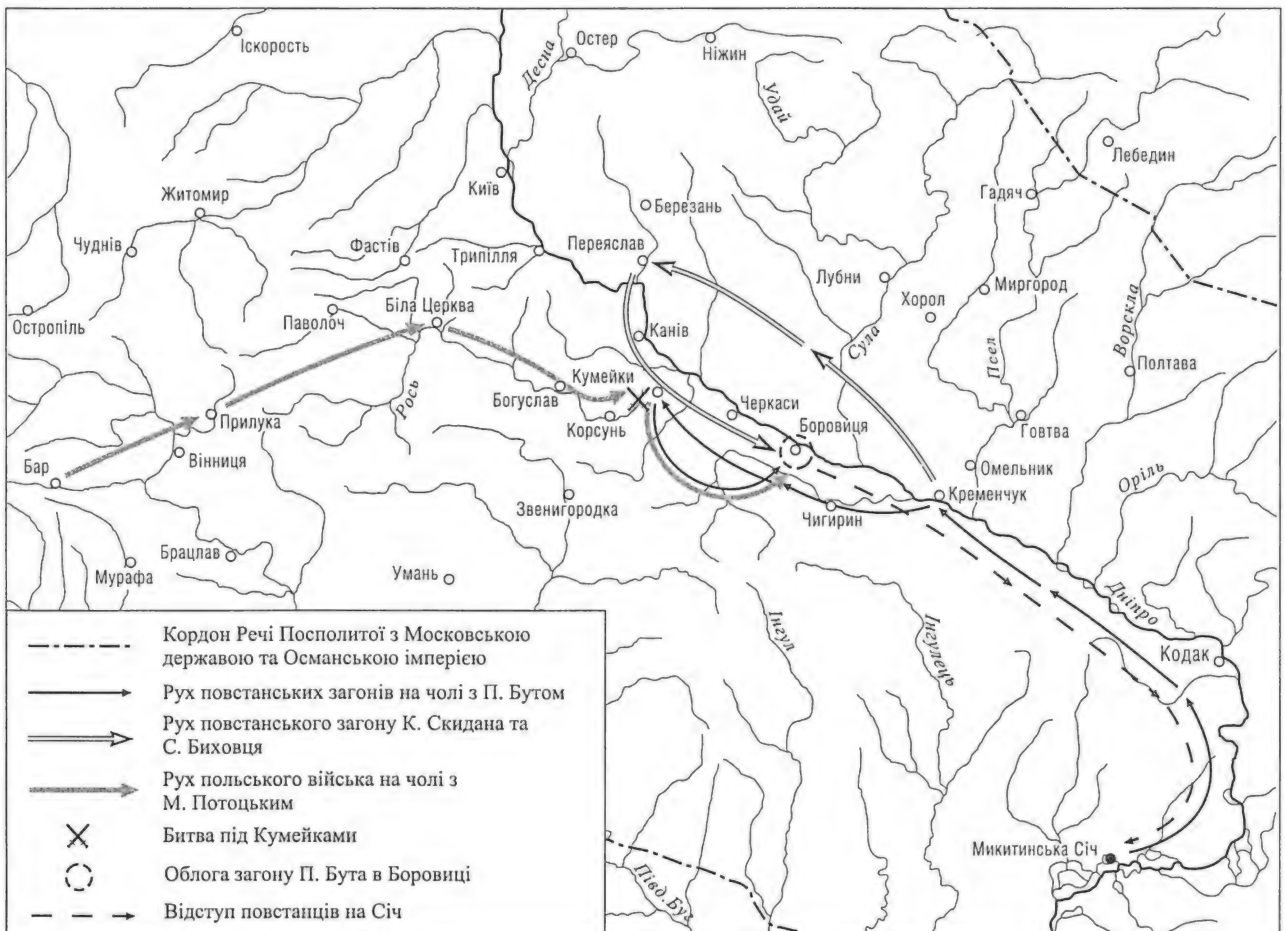 Іскорость
Остер
Ніжин
Десна
Удай
Лебедин
Київ
Гадяч
Житомир
Березань
Чуднів
Фастів
Трипілля
Переяслав
Лубни
Миргород
Хорол
Остропіль
Паволоч
Біла Церква
Канів
Сула
Псел
Ворскла
Полтава
Рось
Богуслав
Кумейки
Черкаси
Прилука
Корсунь
Боровиця
Говтва
Бар
Вінниця
Омельник
Оріль
Звенигородка
Чигирин
Кременчук
Мурафа
Брацлав
Умань
Дніпро
Інгул
Інгулець
Кодак
Микитинська Січ
Півд. Буг
Кордон Речі Посполитої з Московською
державою та Османською імперією
Рух повстанських загонів на чолі з П. Бутом
Рух повстанського загону К. Скидана та
С. Биховця
Рух польського війська на чолі з
М. Потоцьким
Битва під Кумейками
Облога загону П. Бута в Боровиці
Відступ повстанців на Січ